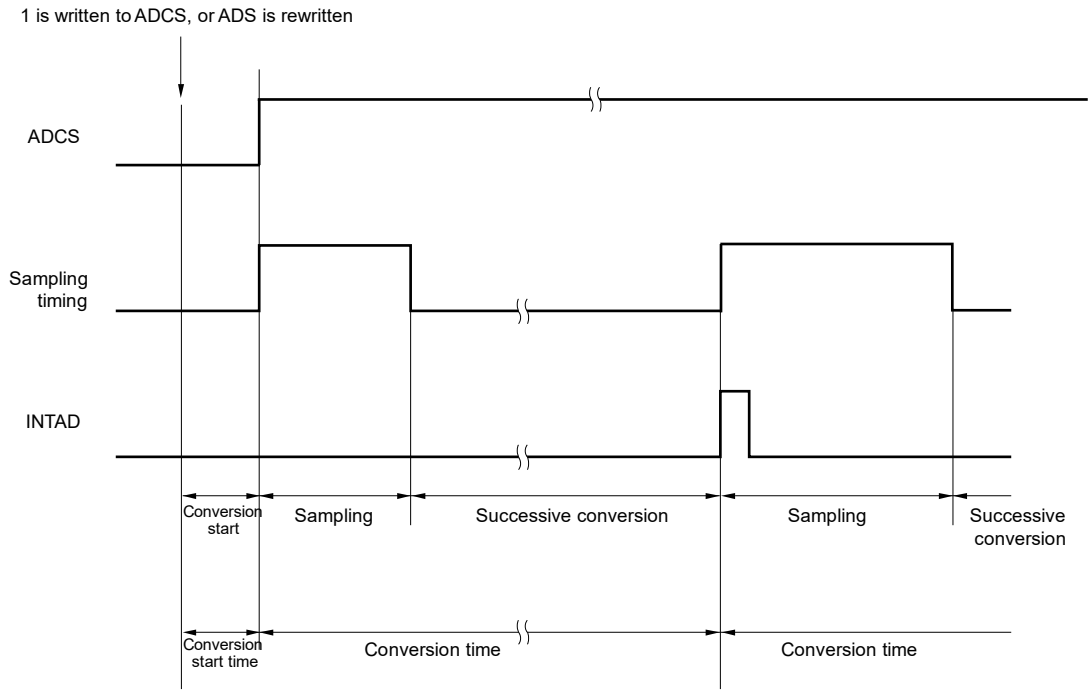 1 is written to ADCS, or ADS is rewritten
ADCS
Sampling
timing
INTAD
Conversion
start
Sampling
Successive conversion
Sampling
Successive
conversion
Conversion
start time
Conversion time
Conversion time